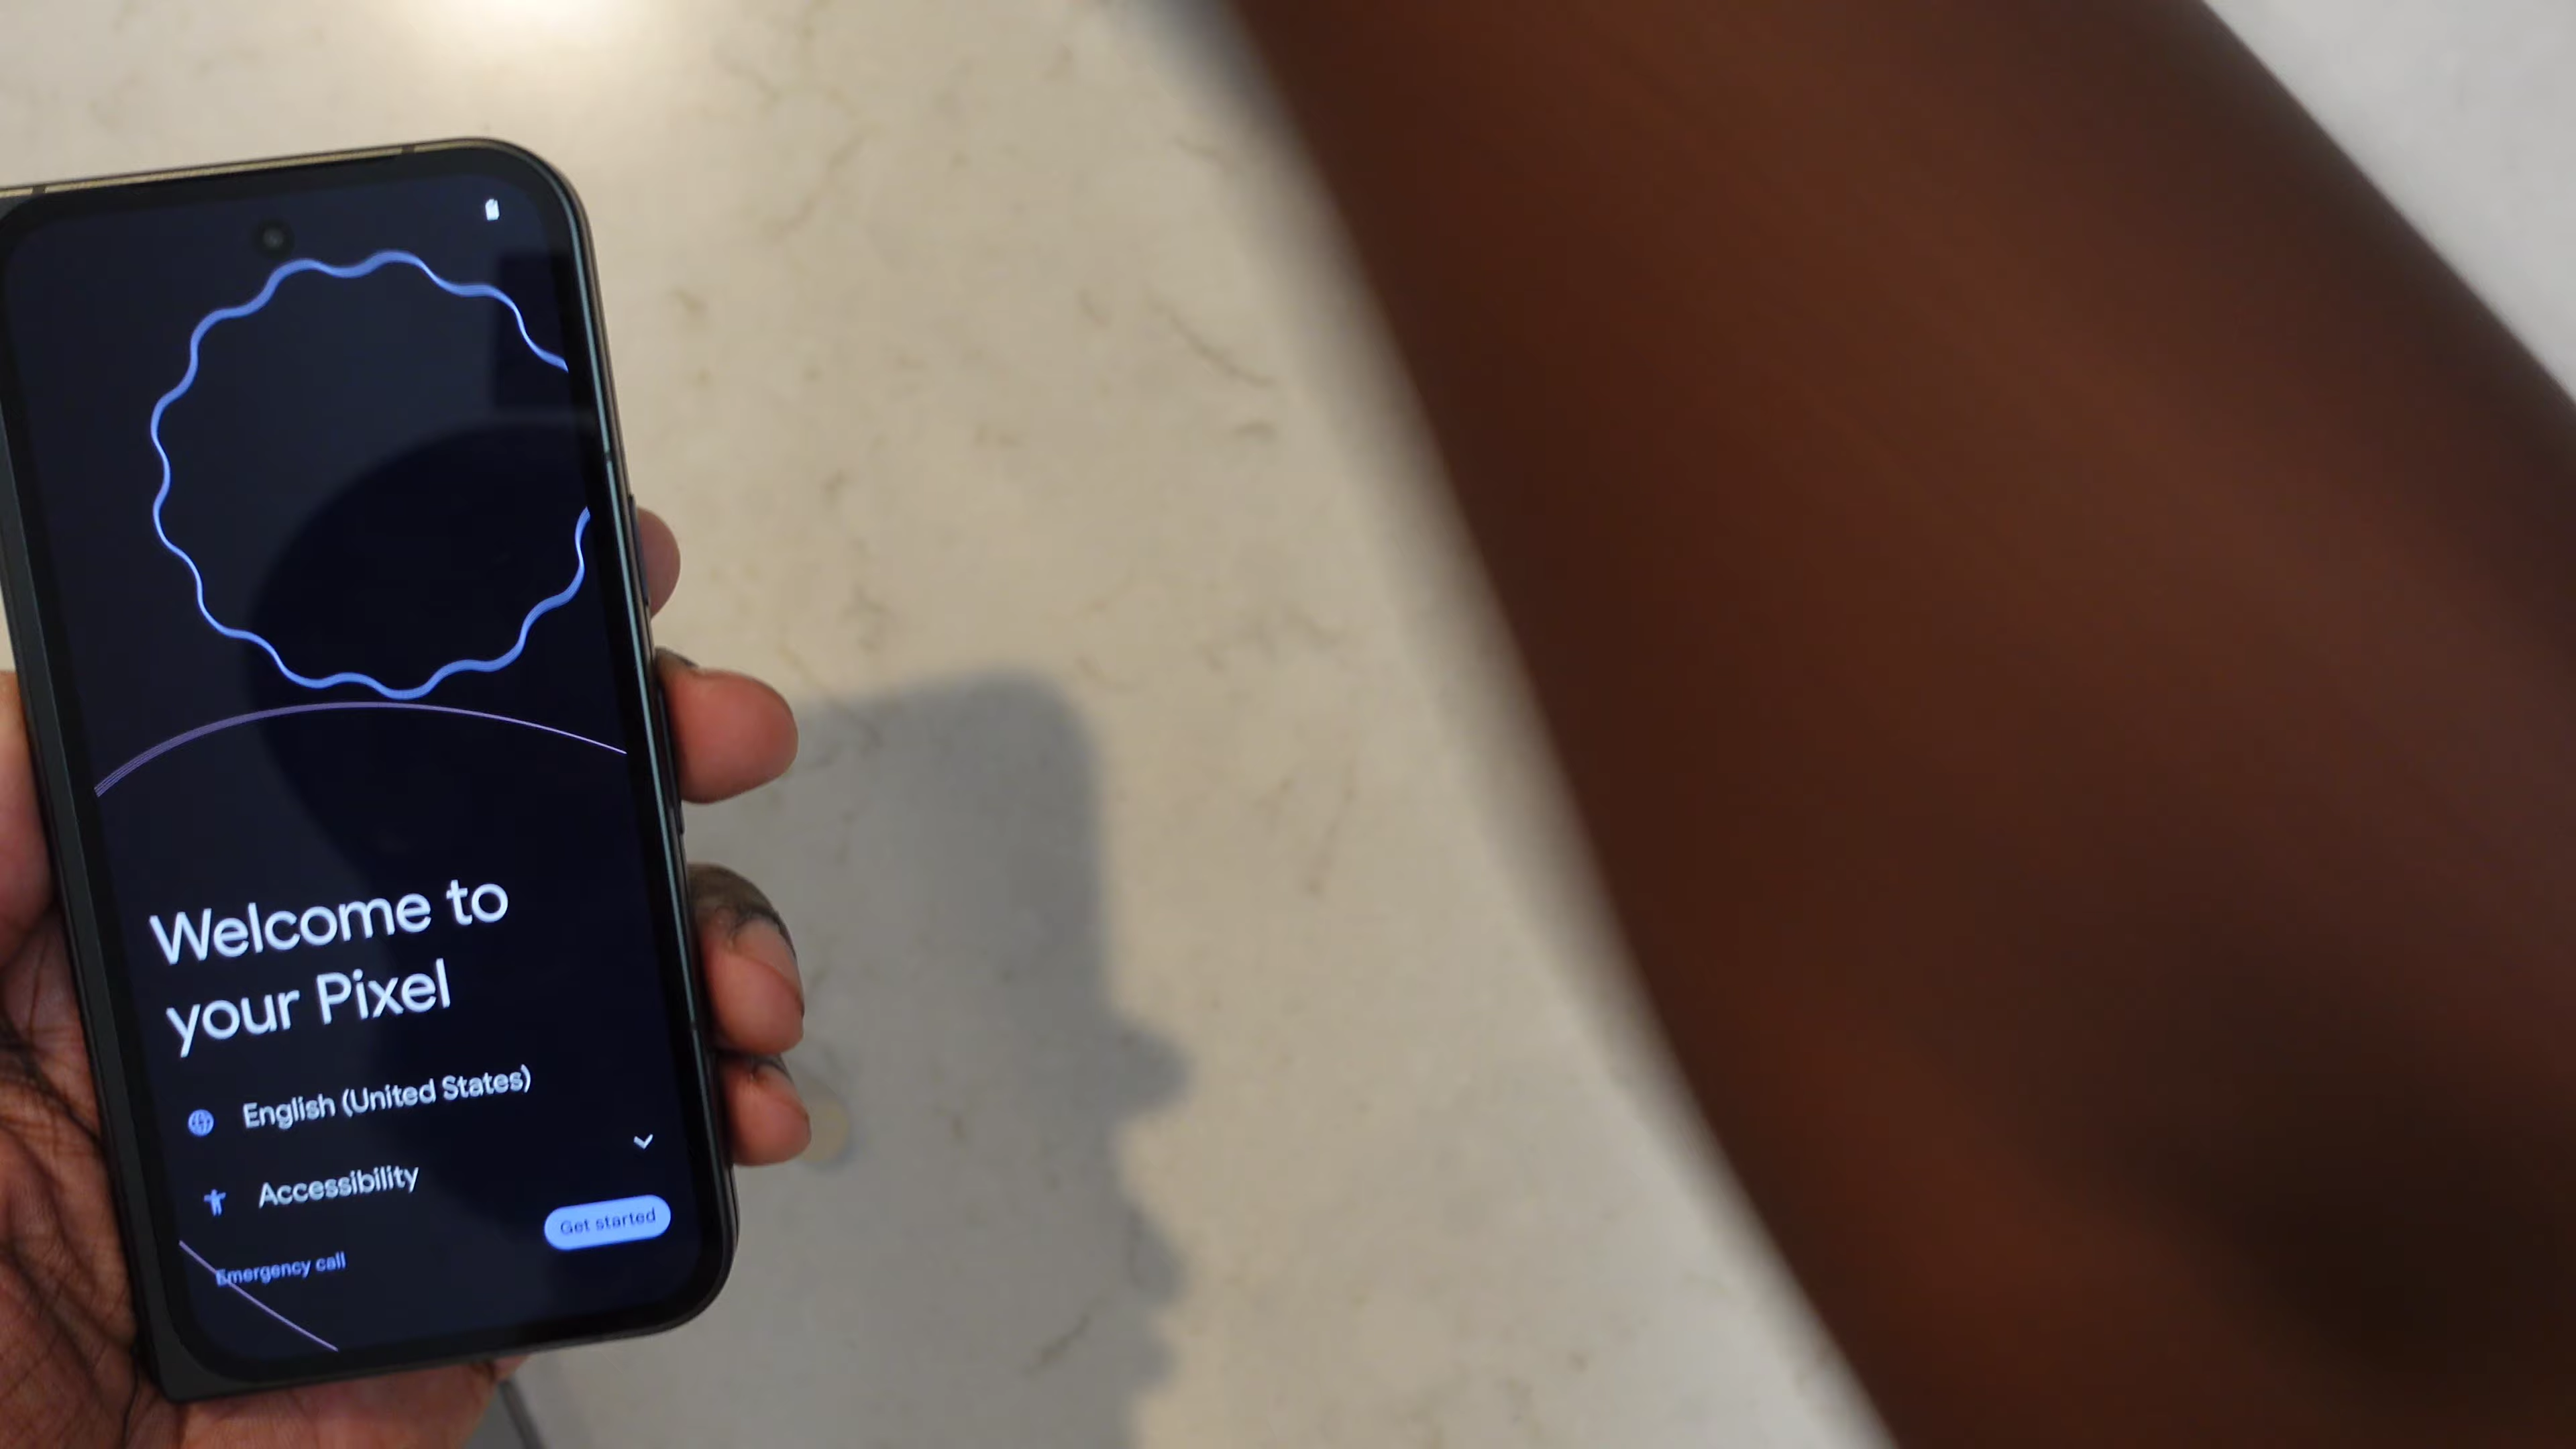 Welcome to
your Pixel
English (United States)
Accessibility
Get started
Emergency call